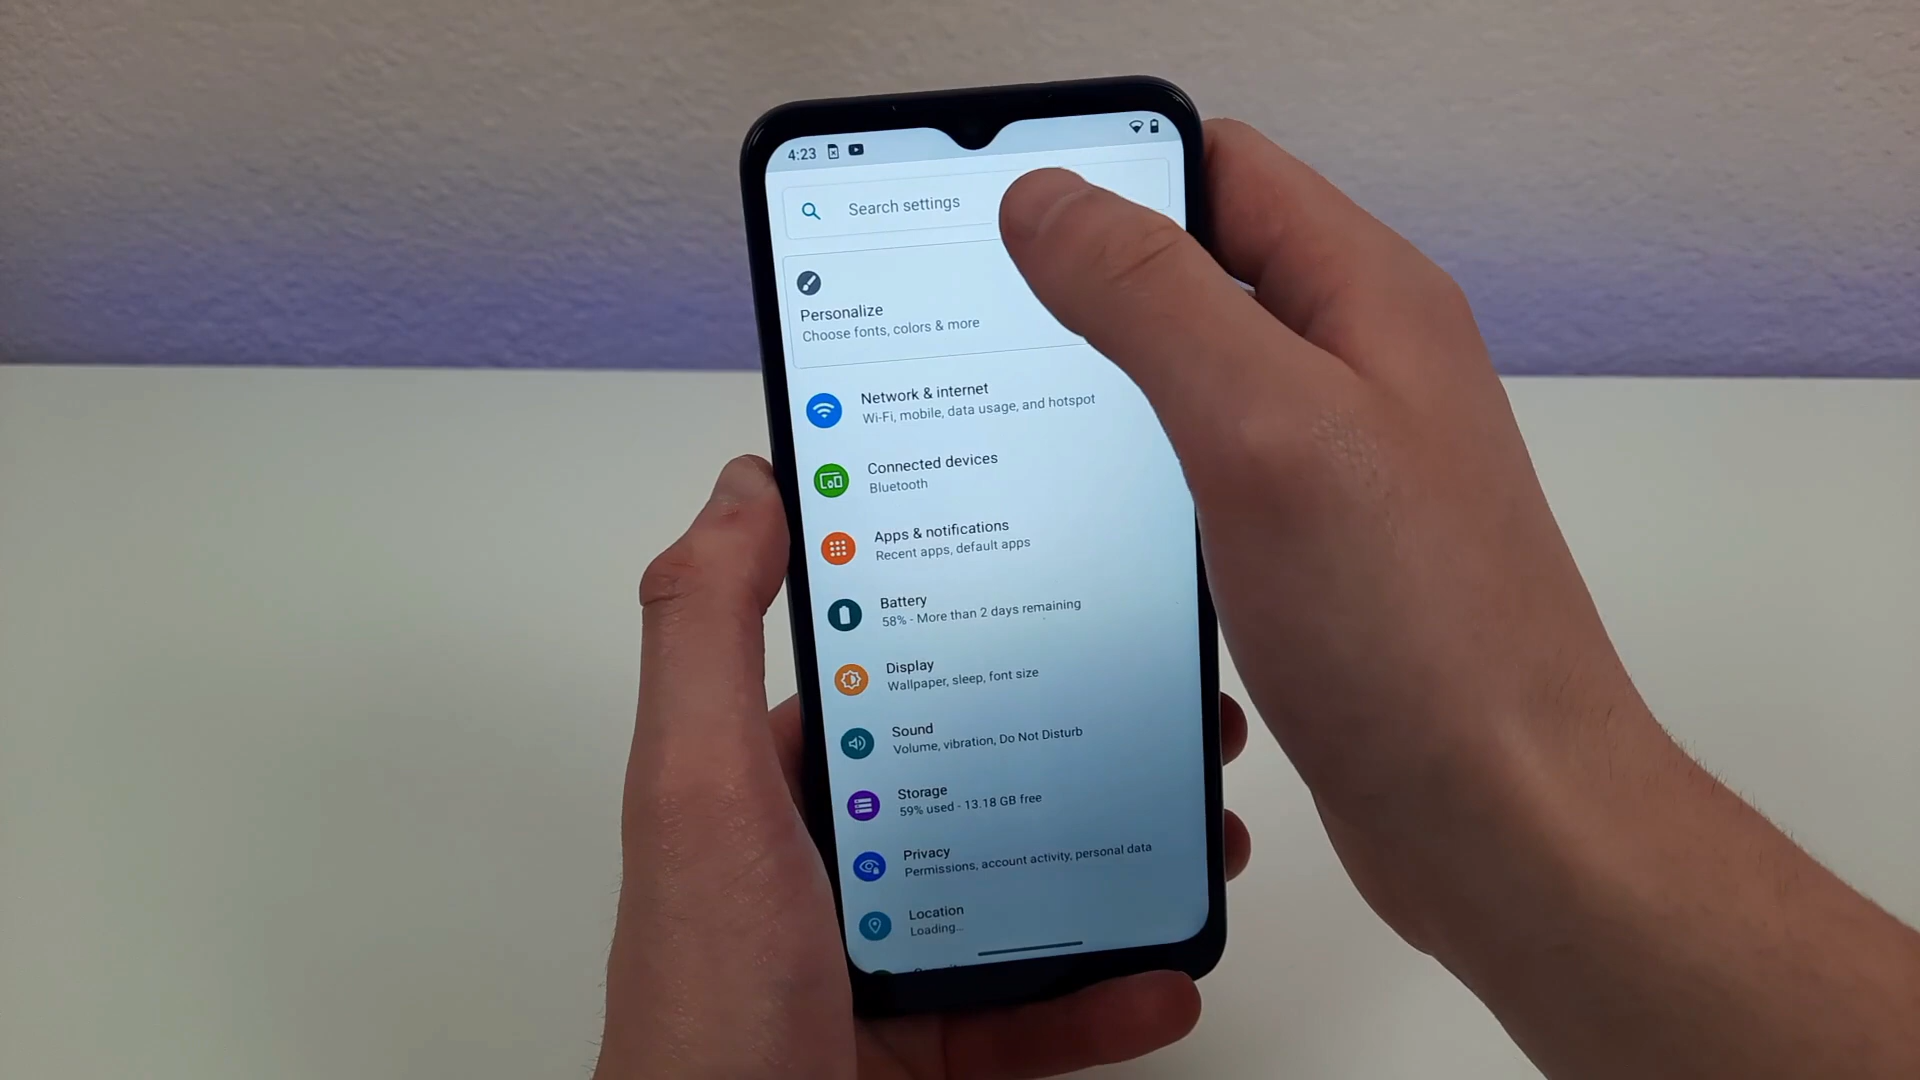 4:23
Search settings
Personalize
Choose fonts, colors & more
Network & internet
Wi-Fi, mobile, data usage, and hotspot
Connected devices
Bluetooth
Apps & notifications
Recent apps, default apps
Battery
58% - More than 2 days remaining
Display
Wallpaper, sleep, font size
Sound
Volume, vibration, Do Not Disturb
Storage
59% used - 13.18 GB free
Privacy
Permissions, account activity, personal data
Location
Loading...